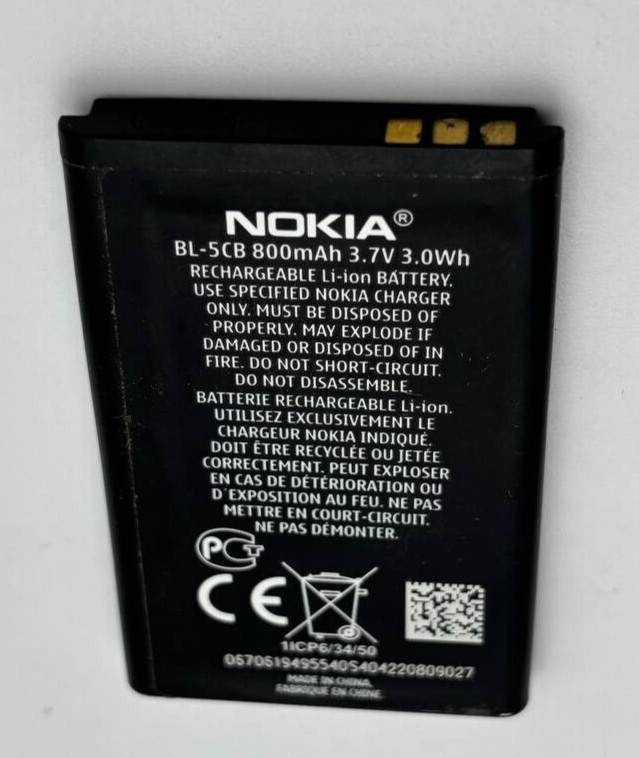 NOKIA®
BL-5CB 800mAh 3.7V 3.0Wh
RECHARGEABLE Li-ion BATTERY.
USE SPECIFIED NOKIA CHARGER
ONLY. MUST BE DISPOSED OF
PROPERLY. MAY EXPLODE IF
DAMAGED OR DISPOSED OF IN
FIRE. DO NOT SHORT-CIRCUIT.
DO NOT DISASSEMBLE.
BATTERIE RECHARGEABLE Li-ion.
UTILISEZ EXCLUSIVEMENT LE
CHARGEUR NOKIA INDIQUÉ.
DOIT ÊTRE RECYCLÉE OU JETÉE
CORRECTEMENT. PEUT EXPLOSER
EN CAS DE DÉTÉRIORATION OU
D'EXPOSITION AU FEU. NE PAS
METTRE EN COURT-CIRCUIT.
NE PAS DÉMONTER.
PCT
CE
1ICP6/34/50
0670619495540S404220809027
MADE IN CHINA.
FABRIQUÉ EN CHINE.